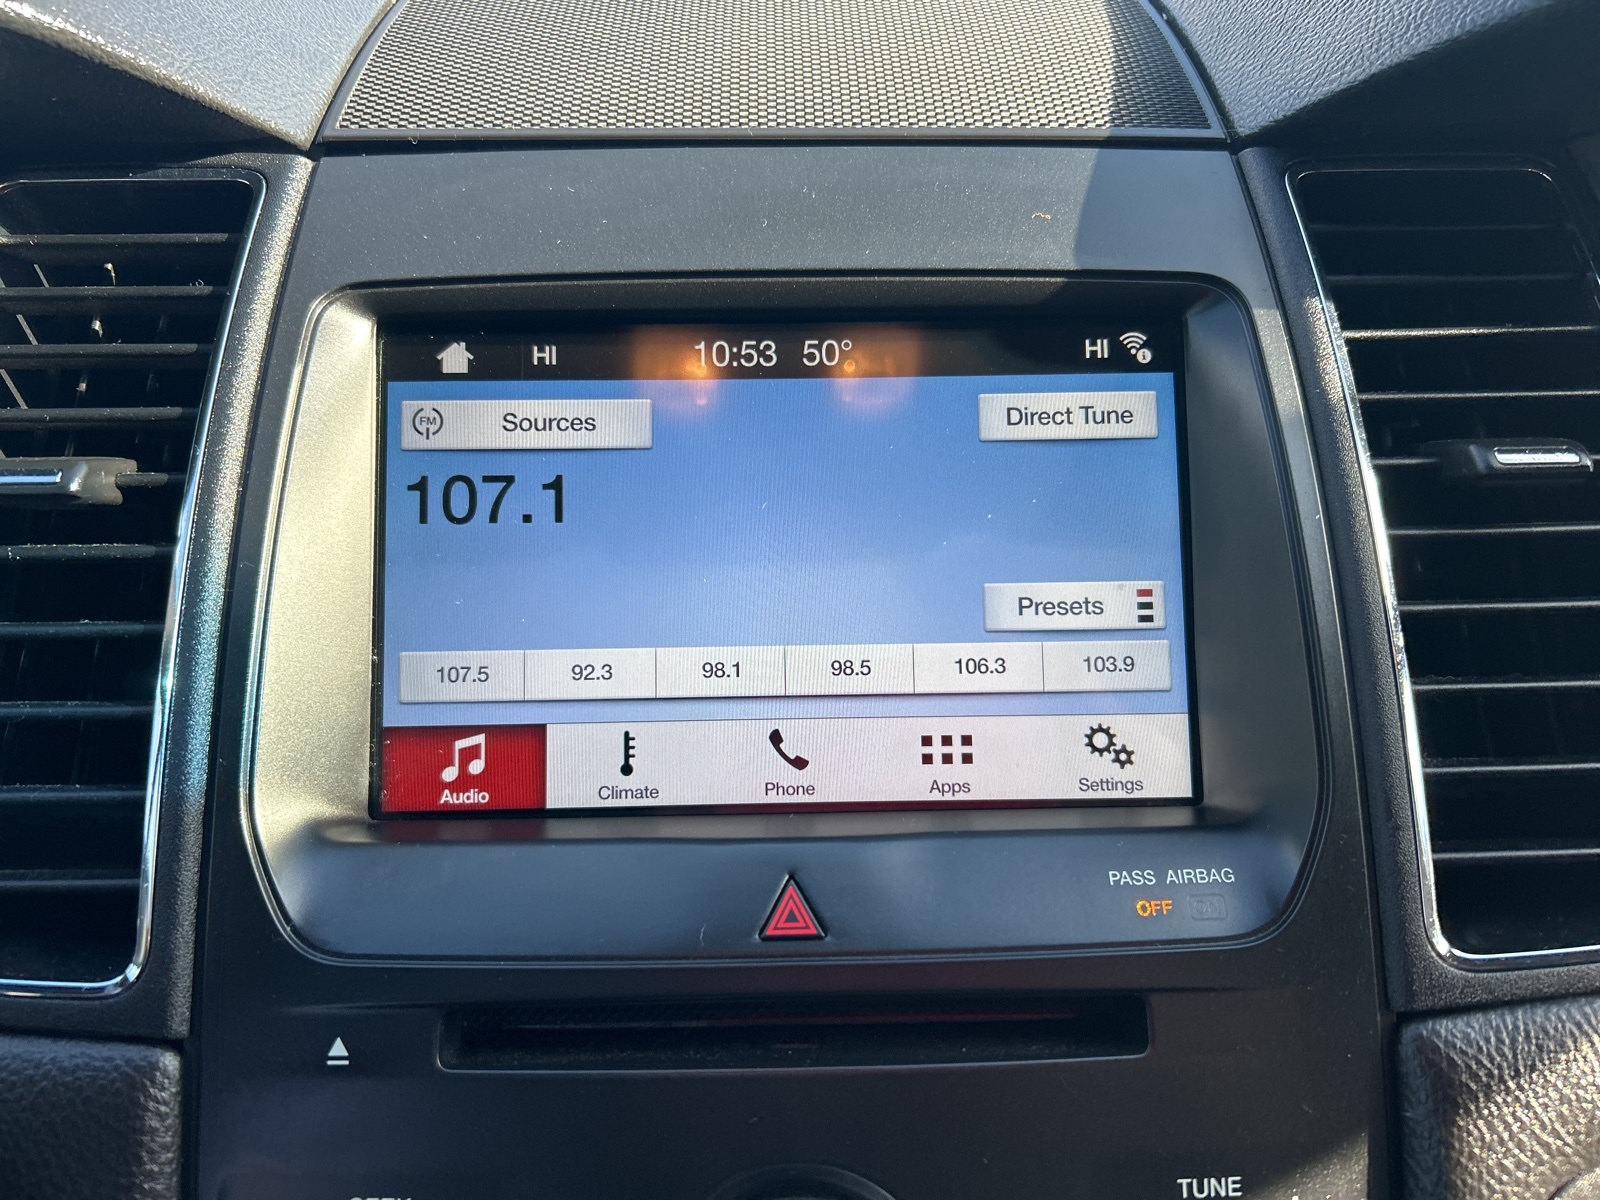 HI 10:53 50° HI
FM Sources Direct Tune
107.1
Presets
107.5 92.3 98.1 98.5 106.3 103.9
Audio Climate Phone Apps Settings
PASS AIRBAG
OFF ON
TUNE